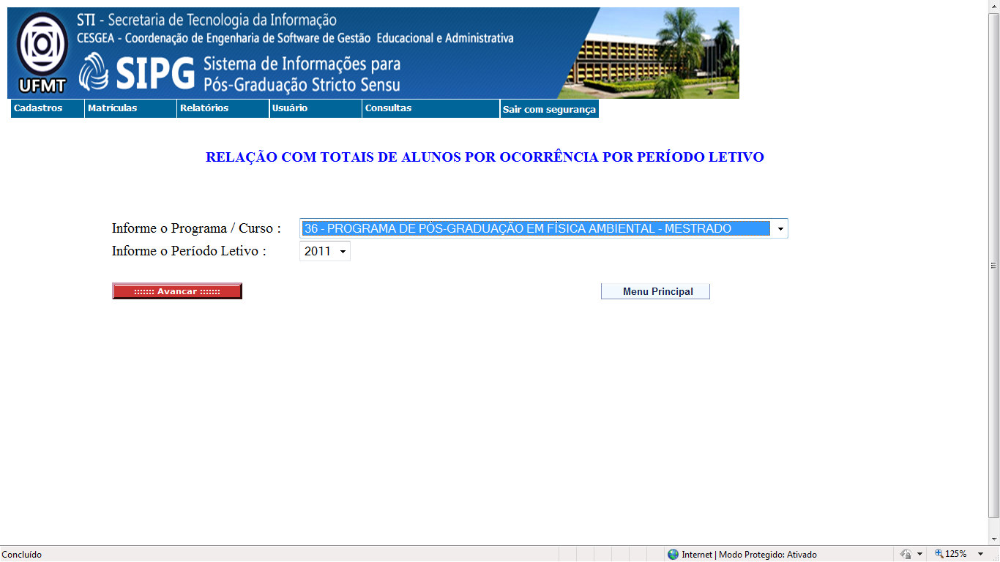 STI - Secretaria de Tecnologia da Informação
CESGEA - Coordenação de Engenharia de Software de Gestão Educacional e Administrativa
UFMT
SIPG
Sistema de Informações para
Pós-Graduação Stricto Sensu
Cadastros Matrículas Relatórios Usuário Consultas Sair com segurança
RELAÇÃO COM TOTAIS DE ALUNOS POR OCORRÊNCIA POR PERÍODO LETIVO
Informe o Programa / Curso : 36 - PROGRAMA DE PÓS-GRADUAÇÃO EM FÍSICA AMBIENTAL - MESTRADO
Informe o Período Letivo : 2011
::::::: Avancar ::::::: Menu Principal
Concluído Internet | Modo Protegido: Ativado 125%